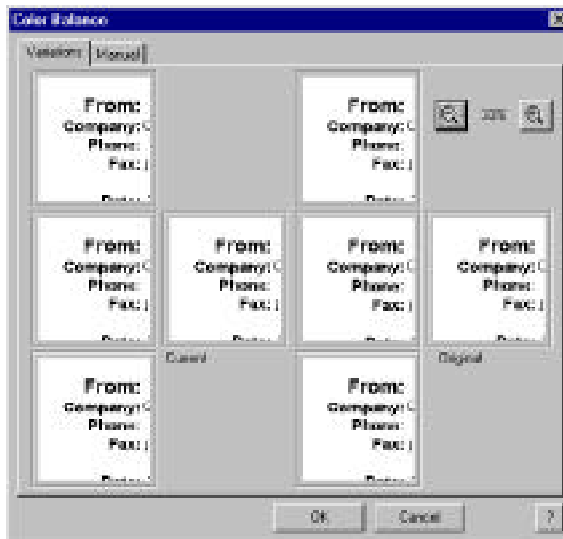 Color Balance
Variations Manual
From: From:
Company: Company:
Phone: Phone:
Fax: Fax:
From: From: From: From:
Company: Company: Company: Company:
Phone: Phone: Phone: Phone:
Fax: Fax: Fax: Fax:
Current Original
From: From:
Company: Company:
Phone: Phone:
Fax: Fax:
OK Cancel ?